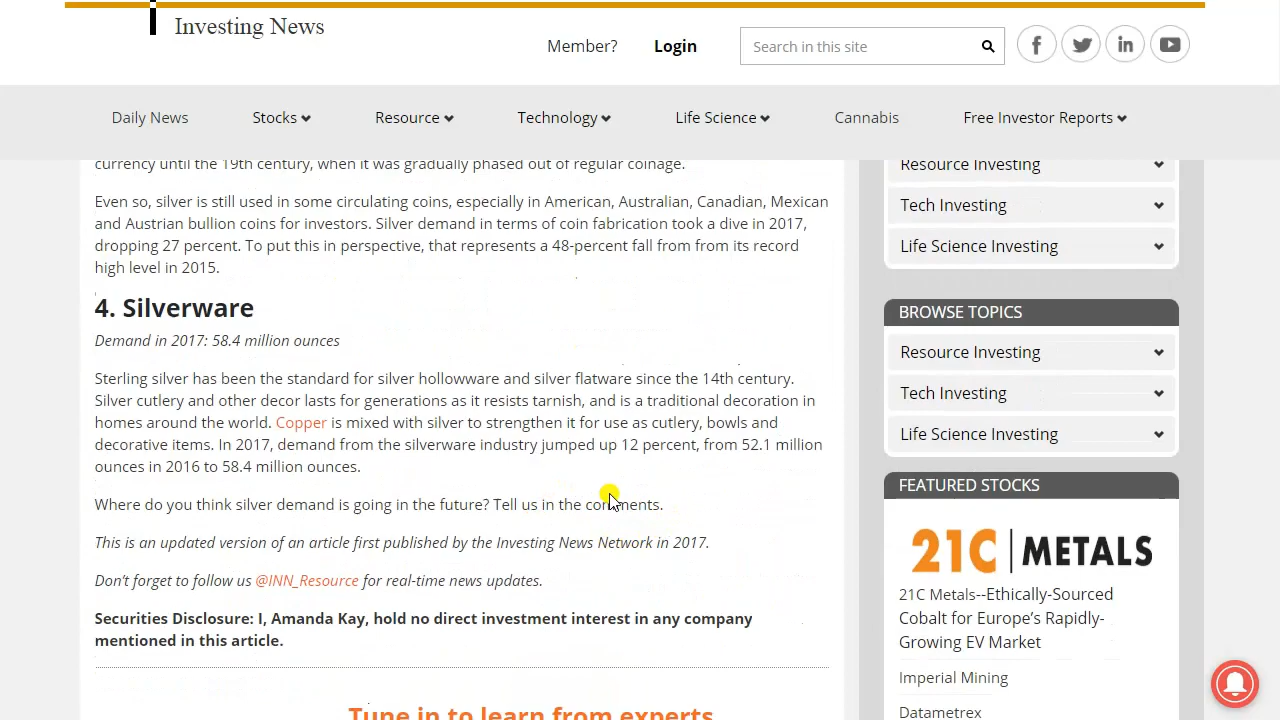 Investing News
Member?
Login
Search in this site
Daily News
Stocks
Resource
Technology
Life Science
Cannabis
Free Investor Reports
currency until the 19th century, when it was gradually phased out of regular coinage.
Even so, silver is still used in some circulating coins, especially in American, Australian, Canadian, Mexican
and Austrian bullion coins for investors. Silver demand in terms of coin fabrication took a dive in 2017,
dropping 27 percent. To put this in perspective, that represents a 48-percent fall from from its record
high level in 2015.
4. Silverware
Demand in 2017: 58.4 million ounces
Sterling silver has been the standard for silver hollowware and silver flatware since the 14th century.
Silver cutlery and other decor lasts for generations as it resists tarnish, and is a traditional decoration in
homes around the world. Copper is mixed with silver to strengthen it for use as cutlery, bowls and
decorative items. In 2017, demand from the silverware industry jumped up 12 percent, from 52.1 million
ounces in 2016 to 58.4 million ounces.
Where do you think silver demand is going in the future? Tell us in the comments.
This is an updated version of an article first published by the Investing News Network in 2017.
Don't forget to follow us @INN_Resource for real-time news updates.
Securities Disclosure: I, Amanda Kay, hold no direct investment interest in any company
mentioned in this article.
Tune in to learn from experts
Resource Investing
Tech Investing
Life Science Investing
BROWSE TOPICS
Resource Investing
Tech Investing
Life Science Investing
FEATURED STOCKS
21C METALS
21C Metals--Ethically-Sourced
Cobalt for Europe's Rapidly-
Growing EV Market
Imperial Mining
Datametrex